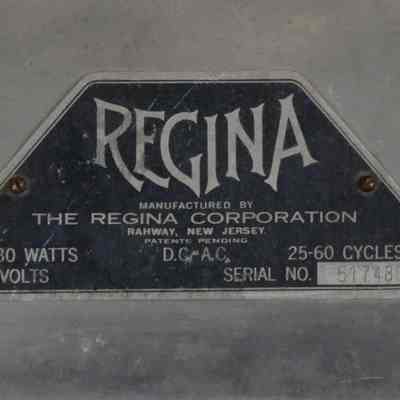 REGINA
MANUFACTURED BY
THE REGINA CORPORATION
RAHWAY, NEW JERSEY.
PATENTS PENDING
30 WATTS D.C.-A.C. 25-60 CYCLES
VOLTS SERIAL NO. 51748